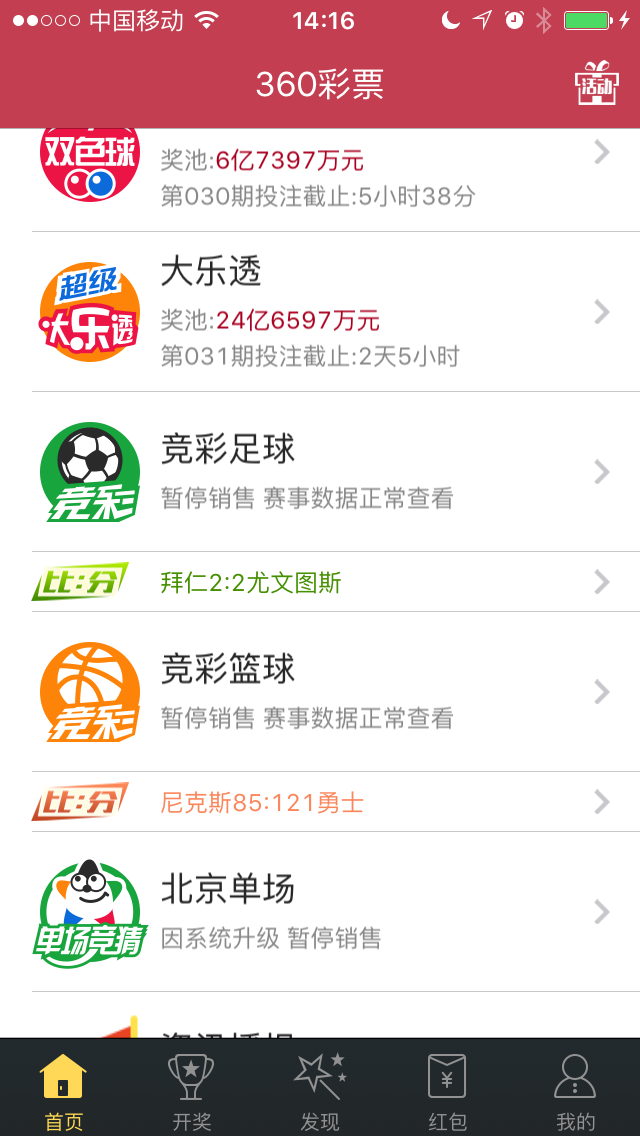 中国移动
14:16
360彩票
活动
双色球
奖池:6亿7397万元
第030期投注截止:5小时38分
超级
大乐透
大乐透
奖池:24亿6597万元
第031期投注截止:2天5小时
竞彩
竞彩足球
暂停销售 赛事数据正常查看
比:分
拜仁2:2尤文图斯
竞彩
竞彩篮球
暂停销售 赛事数据正常查看
比:分
尼克斯85:121勇士
单场竞猜
北京单场
因系统升级 暂停销售
首页
开奖
发现
¥
红包
我的